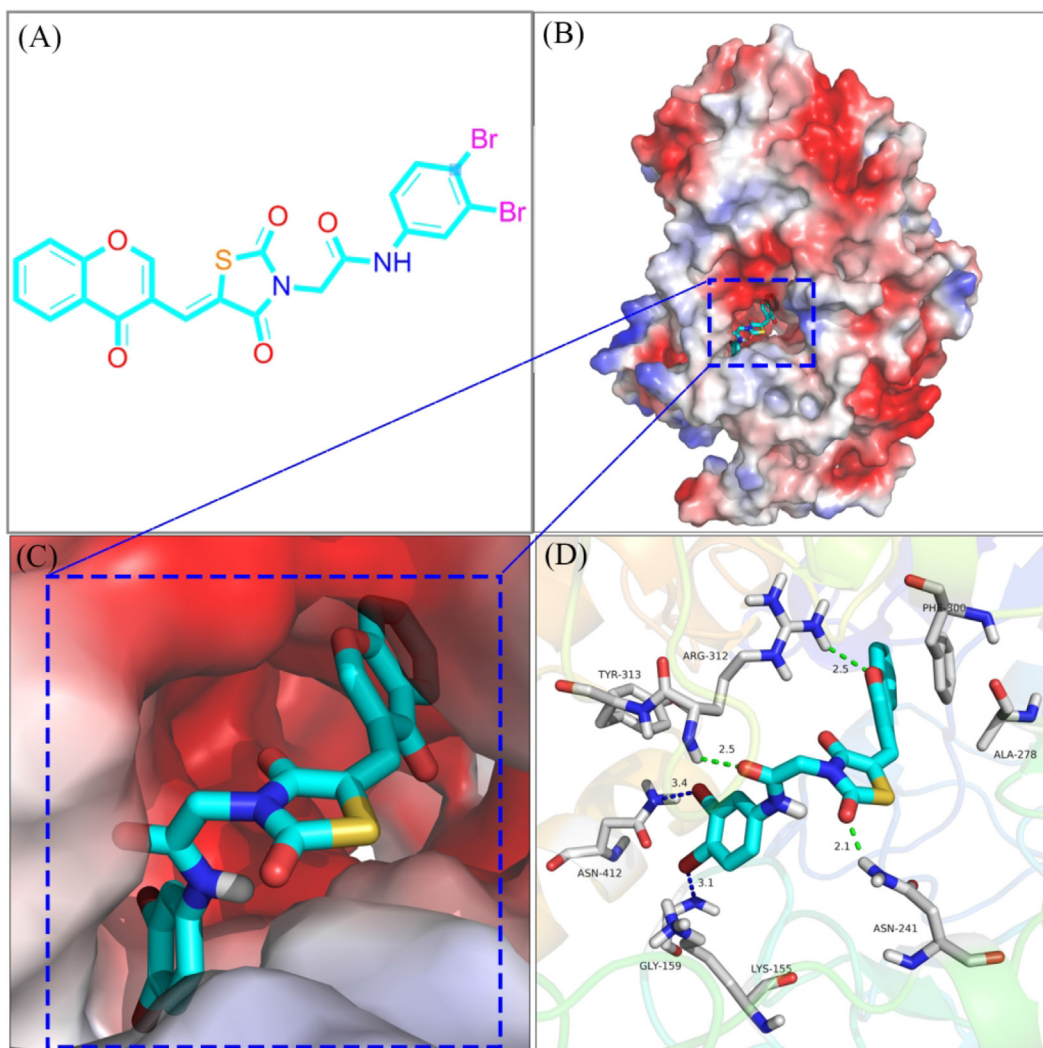 (A)
(B)
Br
Br
O
O
O
S
N
NH
O
O
(C)
(D)
PHE-300
ARG-312
TYR-313
2.5
ALA-278
2.5
3.4
2.1
ASN-412
3.1
ASN-241
GLY-159
LYS-155